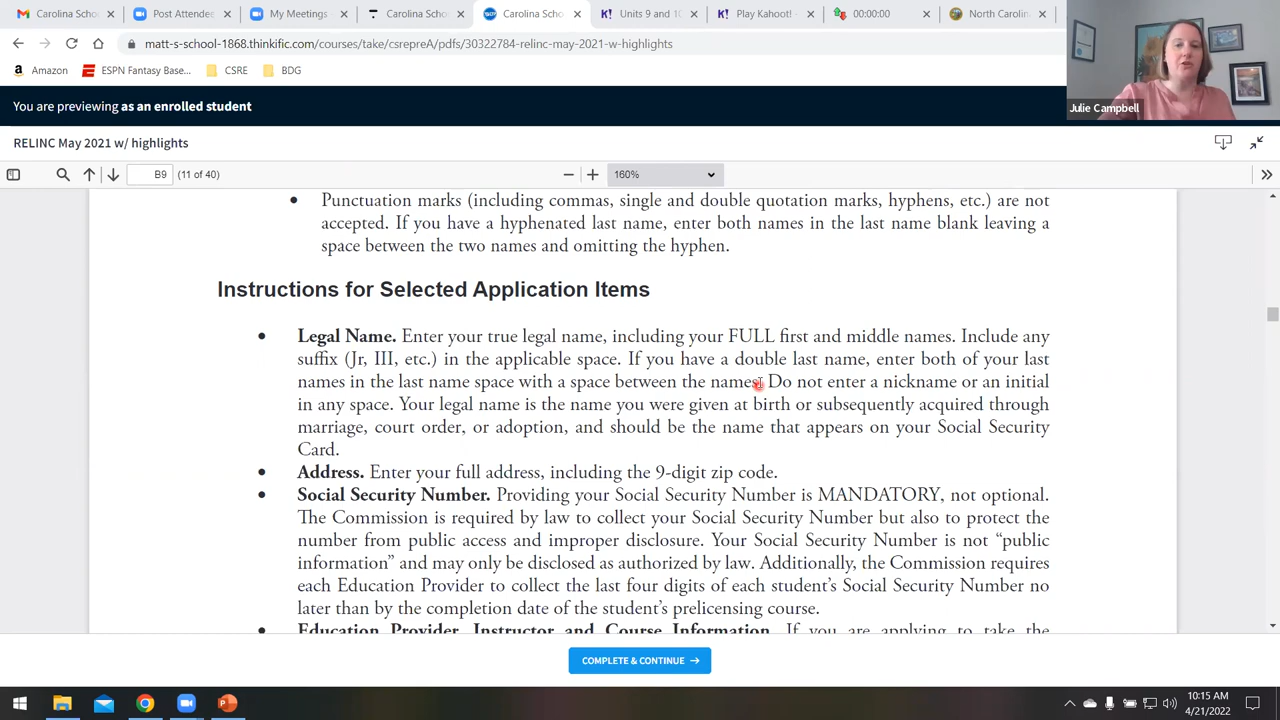 Carolina Scho
Post Attende
My Meetings
Carolina Scho
Carolina Scho
Units 9 and 10
Play Kahoot!
00:00:00
North Carolin
matt-s-school-1868.thinkific.com/courses/take/csrepreA/pdfs/30322784-relinc-may-2021-w-highlights
Amazon
ESPN Fantasy Base...
CSRE
BDG
Julie Campbell
You are previewing as an enrolled student
RELINC May 2021 w/ highlights
B9 (11 of 40)
160%
Punctuation marks (including commas, single and double quotation marks, hyphens, etc.) are not
accepted. If you have a hyphenated last name, enter both names in the last name blank leaving a
space between the two names and omitting the hyphen.
Instructions for Selected Application Items
Legal Name. Enter your true legal name, including your FULL first and middle names. Include any
suffix (Jr, III, etc.) in the applicable space. If you have a double last name, enter both of your last
names in the last name space with a space between the names. Do not enter a nickname or an initial
in any space. Your legal name is the name you were given at birth or subsequently acquired through
marriage, court order, or adoption, and should be the name that appears on your Social Security
Card.
Address. Enter your full address, including the 9-digit zip code.
Social Security Number. Providing your Social Security Number is MANDATORY, not optional.
The Commission is required by law to collect your Social Security Number but also to protect the
number from public access and improper disclosure. Your Social Security Number is not “public
information” and may only be disclosed as authorized by law. Additionally, the Commission requires
each Education Provider to collect the last four digits of each student’s Social Security Number no
later than by the completion date of the student’s prelicensing course.
Education Provider, Instructor and Course Information. If you are applying to take the
COMPLETE & CONTINUE →
10:15 AM
4/21/2022